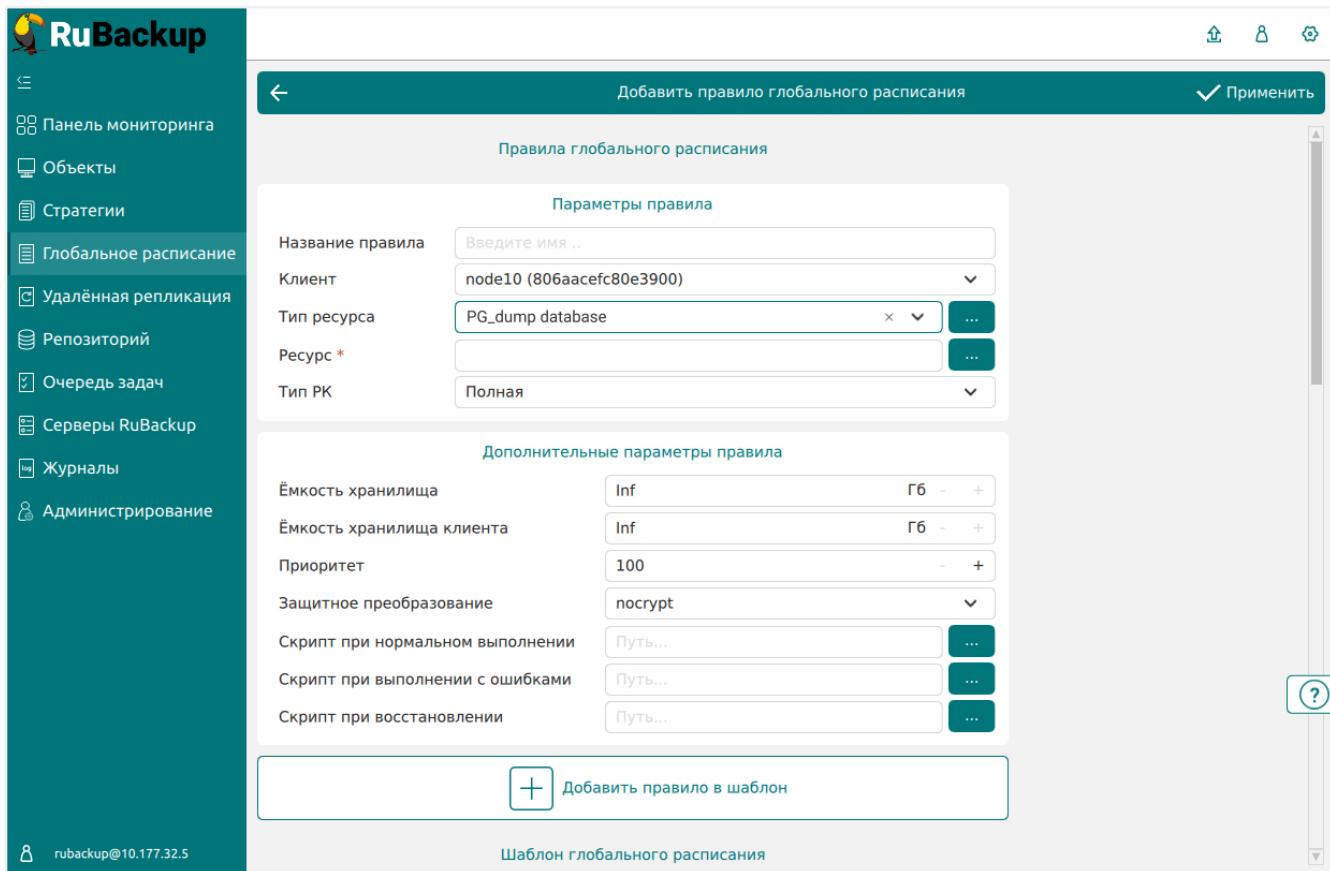 RuBackup
Панель мониторинга
Объекты
Стратегии
Глобальное расписание
Удалённая репликация
Репозиторий
Очередь задач
Серверы RuBackup
log Журналы
Администрирование
rubackup@10.177.32.5
Добавить правило глобального расписания
Применить
Правила глобального расписания
Параметры правила
Название правила Введите имя ..
Клиент node10 (806aacefc80e3900)
Тип ресурса PG_dump database × ...
Ресурс * ...
Тип РК Полная
Дополнительные параметры правила
Ёмкость хранилища Inf Гб - +
Ёмкость хранилища клиента Inf Гб - +
Приоритет 100 - +
Защитное преобразование nocrypt
Скрипт при нормальном выполнении Путь... ...
Скрипт при выполнении с ошибками Путь... ...
Скрипт при восстановлении Путь... ...
?
+ Добавить правило в шаблон
Шаблон глобального расписания